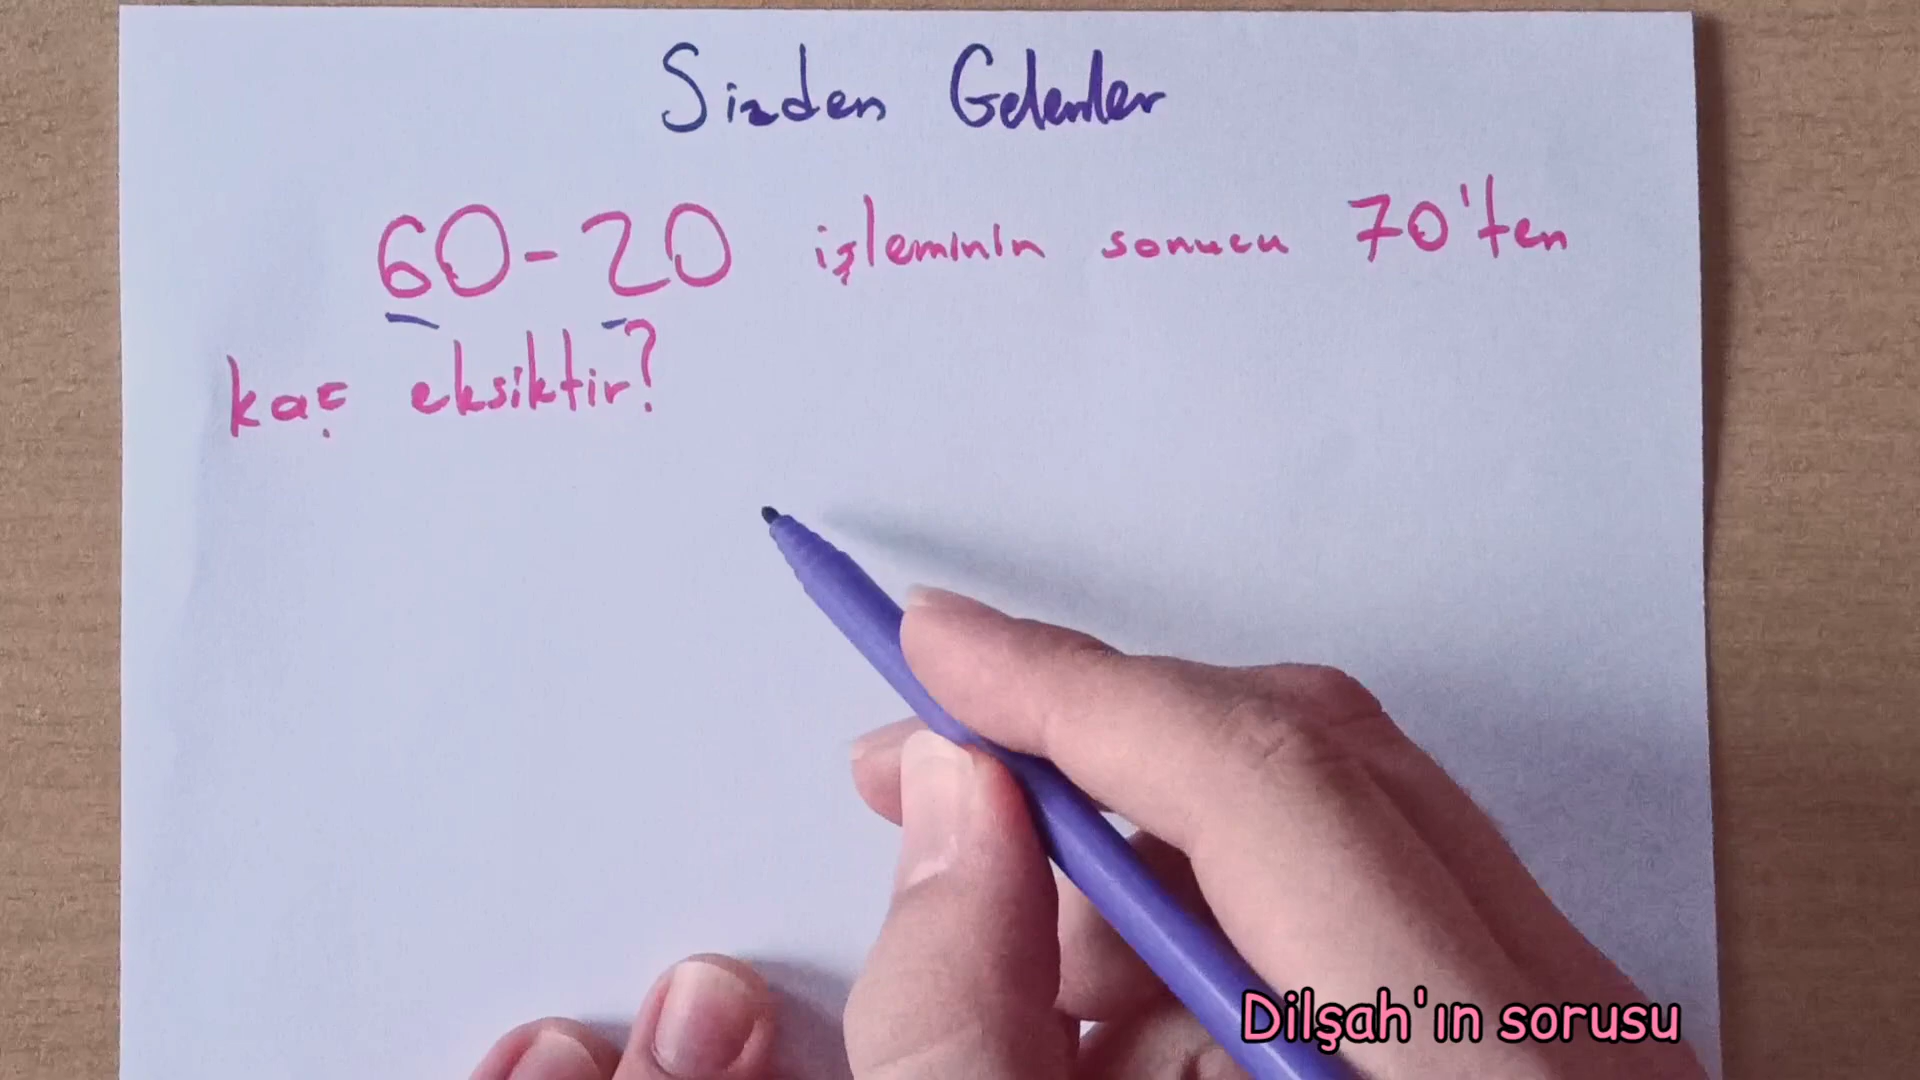 Sizden Gelenler
60-20 işleminin sonucu 70'ten
kaç eksiktir?
Dilşah'ın sorusu